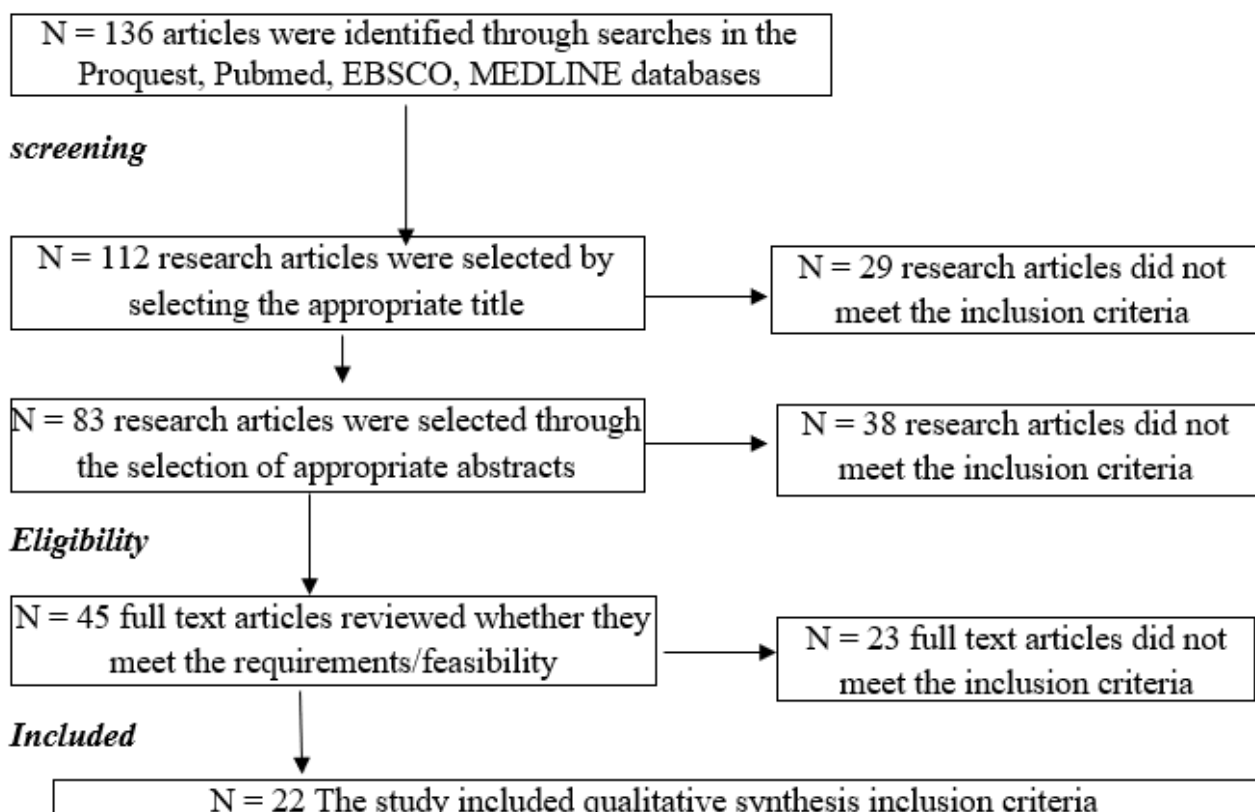 N = 136 articles were identified through searches in the
Proquest, Pubmed, EBSCO, MEDLINE databases
screening
N = 112 research articles were selected by
selecting the appropriate title
N = 29 research articles did not
meet the inclusion criteria
N = 83 research articles were selected through
the selection of appropriate abstracts
N = 38 research articles did not
meet the inclusion criteria
Eligibility
N = 45 full text articles reviewed whether they
meet the requirements/feasibility
N = 23 full text articles did not
meet the inclusion criteria
Included
N = 22 The study included qualitative synthesis inclusion criteria